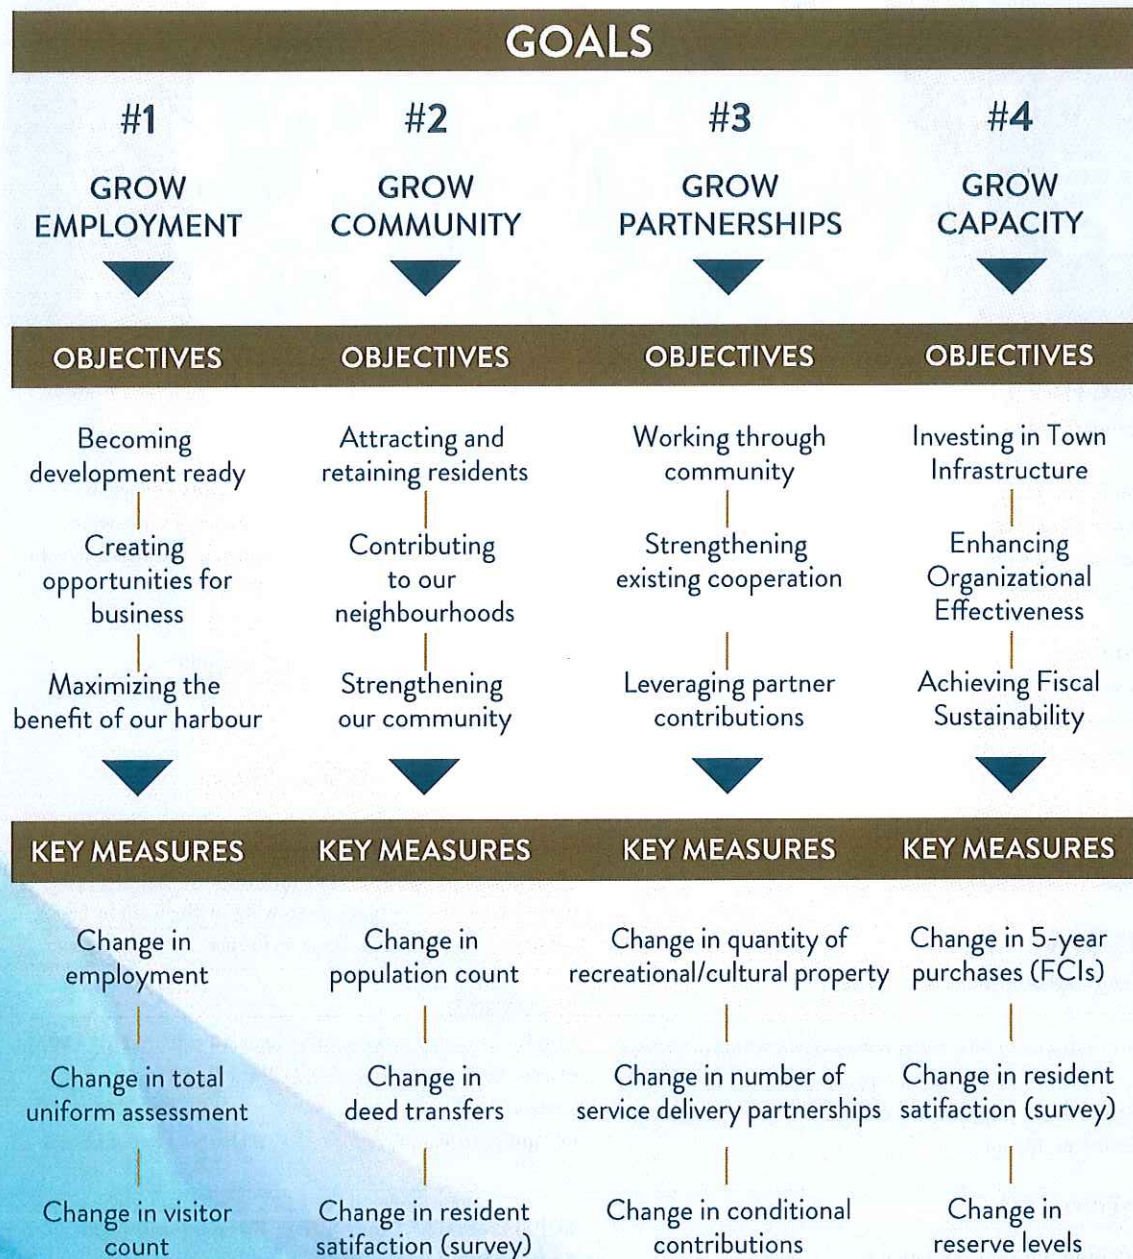 GOALS
#1
GROW
EMPLOYMENT
#2
GROW
COMMUNITY
#3
GROW
PARTNERSHIPS
#4
GROW
CAPACITY
OBJECTIVES
Becoming
development ready
Creating
opportunities for
business
Maximizing the
benefit of our harbour
OBJECTIVES
Attracting and
retaining residents
Contributing
to our
neighbourhoods
Strengthening
our community
OBJECTIVES
Working through
community
Strengthening
existing cooperation
Leveraging partner
contributions
OBJECTIVES
Investing in Town
Infrastructure
Enhancing
Organizational
Effectiveness
Achieving Fiscal
Sustainability
KEY MEASURES
Change in
employment
Change in total
uniform assessment
Change in visitor
count
KEY MEASURES
Change in
population count
Change in
deed transfers
Change in resident
satifaction (survey)
KEY MEASURES
Change in quantity of
recreational/cultural property
Change in number of
service delivery partnerships
Change in conditional
contributions
KEY MEASURES
Change in 5-year
purchases (FCIs)
Change in resident
satifaction (survey)
Change in
reserve levels